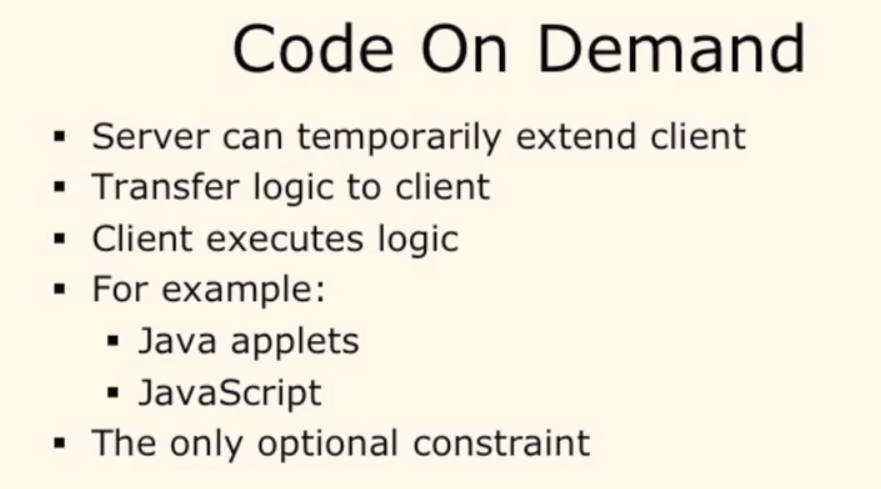 Code On Demand
▪ Server can temporarily extend client
▪ Transfer logic to client
▪ Client executes logic
▪ For example:
▪ Java applets
▪ JavaScript
▪ The only optional constraint